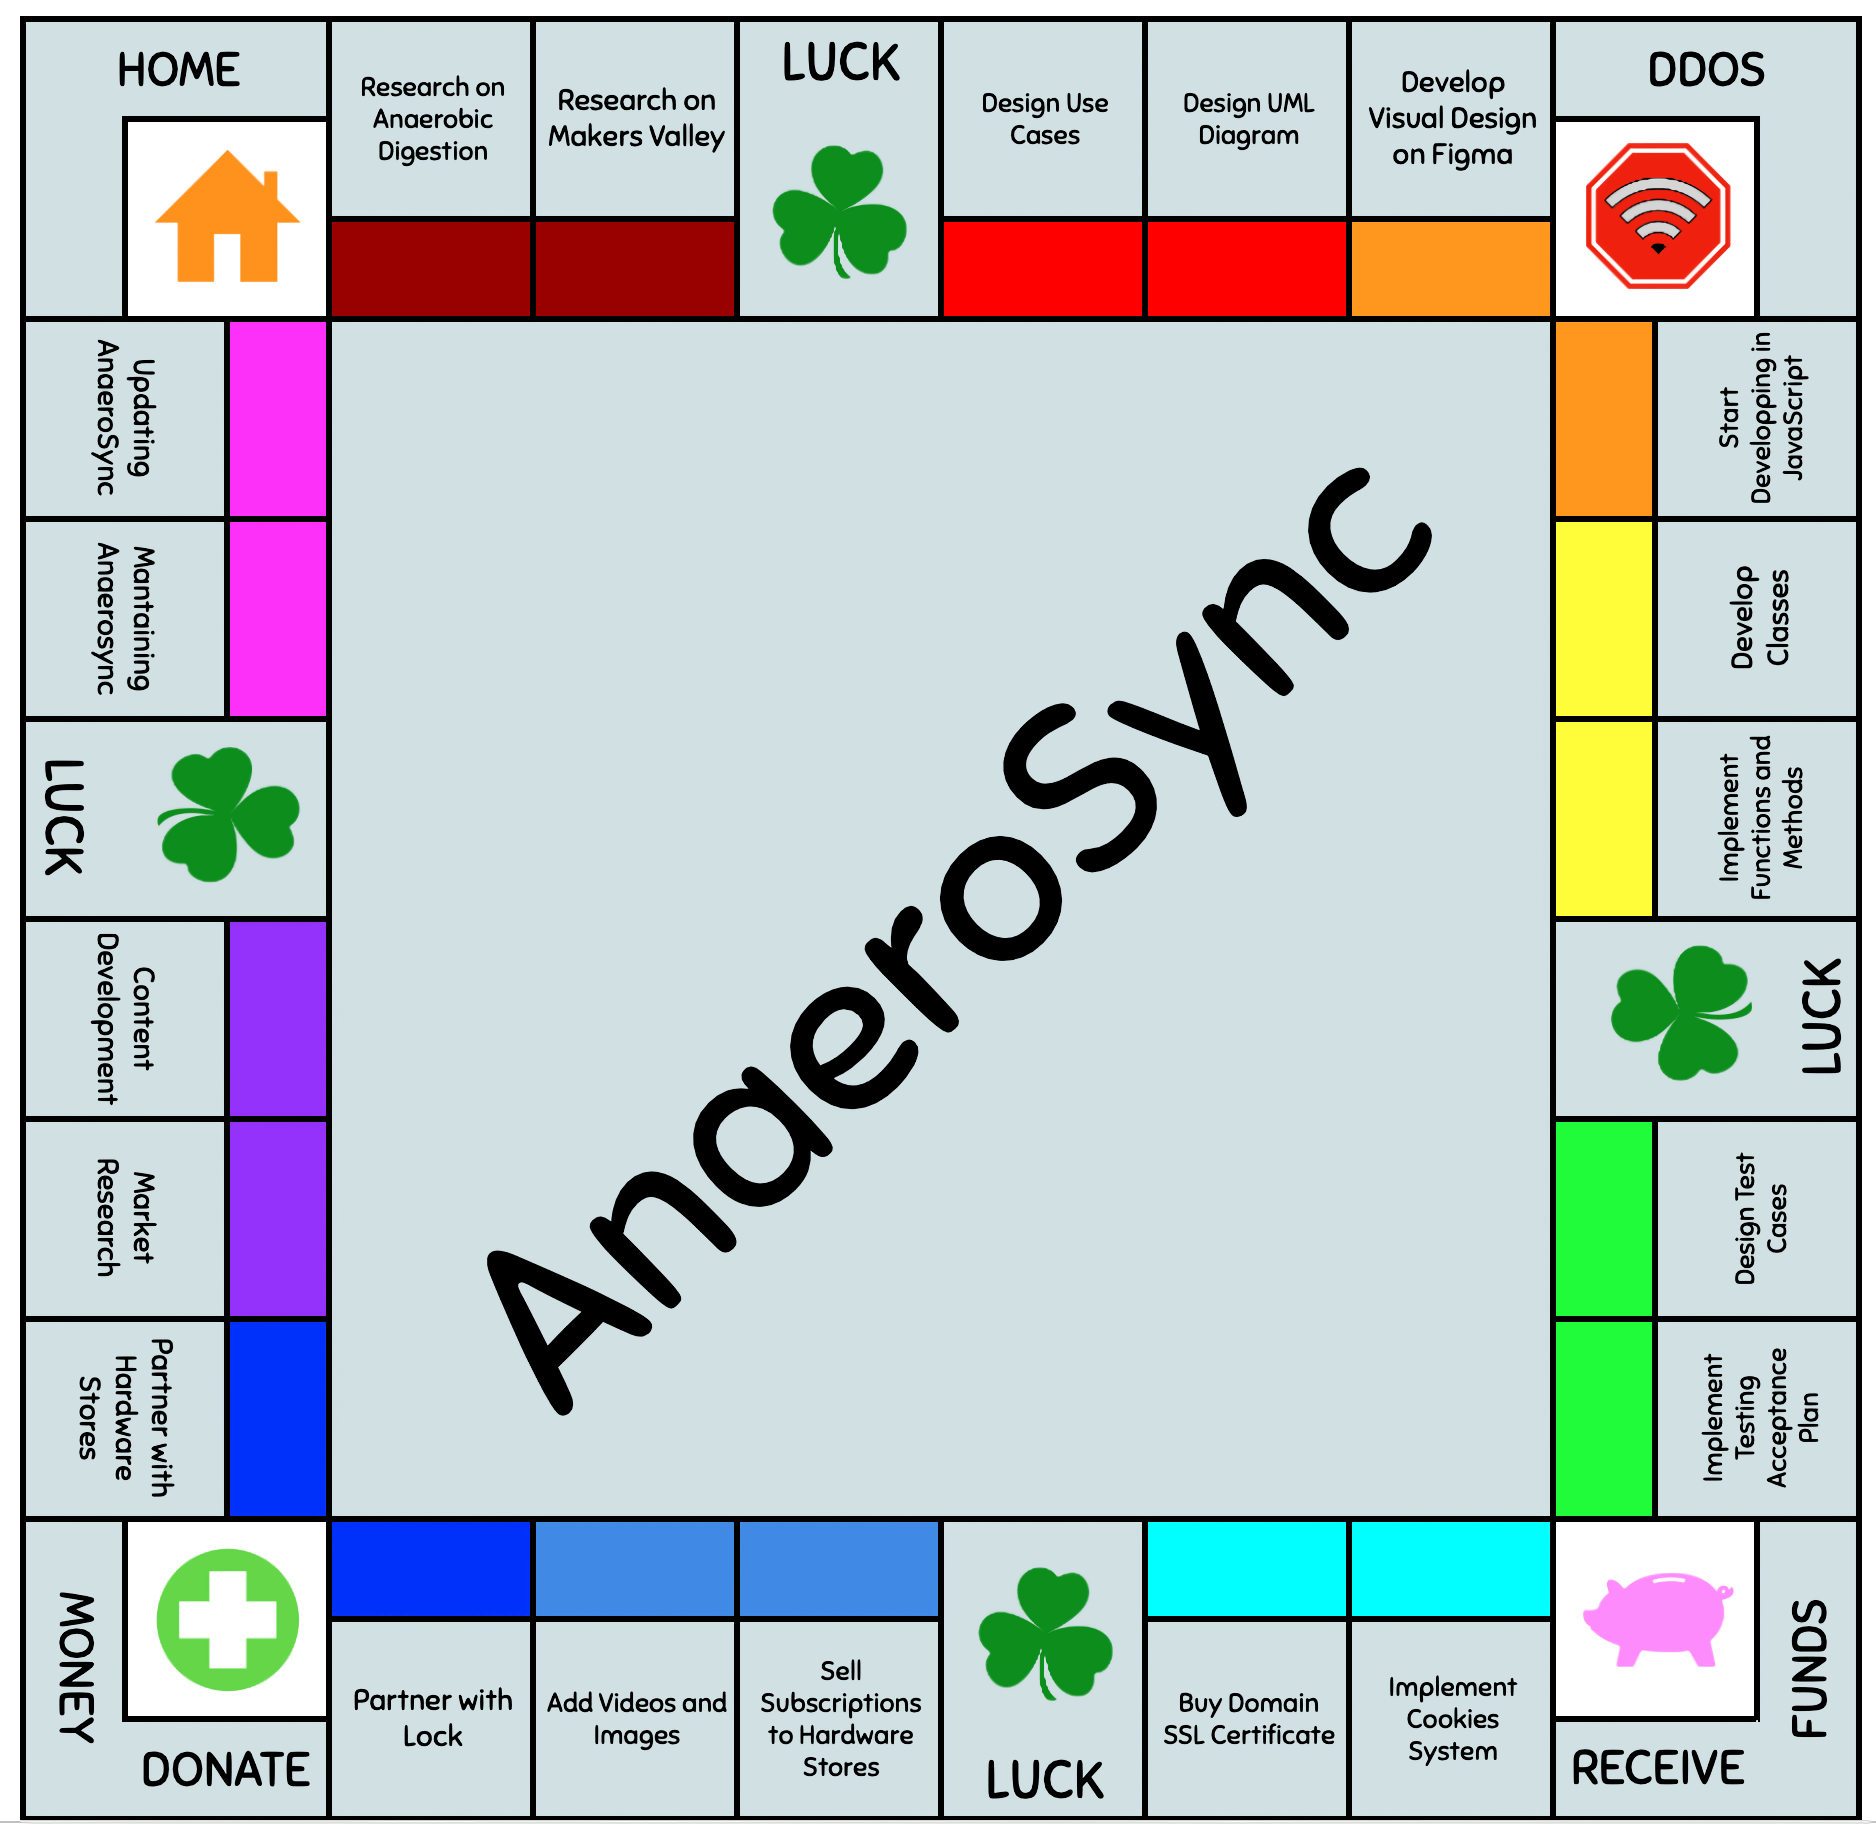 HOME
Research on
Anaerobic
Digestion
Research on
Makers Valley
LUCK
Design Use
Cases
Design UML
Diagram
Develop
Visual Design
on Figma
DDOS
Start
Developping in
JavaScript
Develop
Classes
Implement
Functions and
Methods
LUCK
Design Test
Cases
Implement
Testing
Acceptance
Plan
FUNDS
RECEIVE
Implement
Cookies
System
Buy Domain
SSL Certificate
LUCK
Sell
Subscriptions
to Hardware
Stores
Add Videos and
Images
Partner with
Lock
DONATE
MONEY
Partner with
Hardware
Stores
Market
Research
Content
Development
LUCK
Mantaining
Anaerosync
Updating
AnaeroSync
AnaeroSync